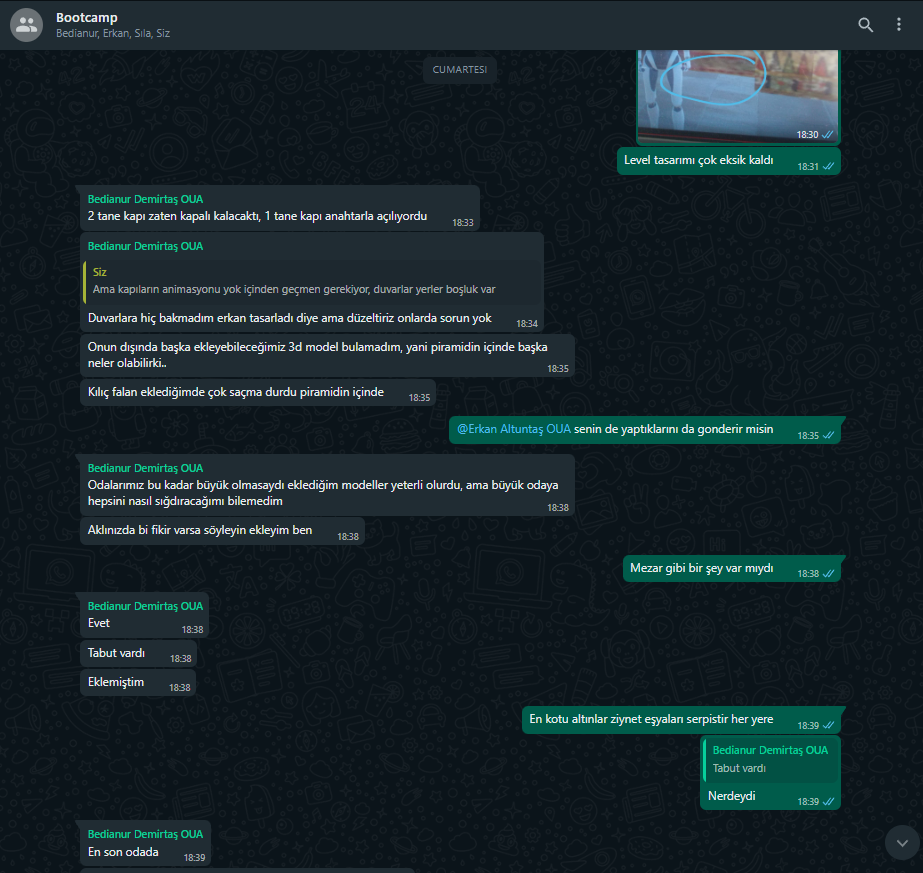 Bootcamp
Bedianur, Erkan, Sıla, Siz
CUMARTESİ
18:30
Level tasarımı çok eksik kaldı
18:31
Bedianur Demirtaş OUA
2 tane kapı zaten kapalı kalacaktı, 1 tane kapı anahtarla açılıyordu
18:33
Bedianur Demirtaş OUA
Siz
Ama kapıların animasyonu yok içinden geçmen gerekiyor, duvarlar yerler boşluk var
Duvarlara hiç bakmadım erkan tasarladı diye ama düzeltiriz onlarda sorun yok
18:34
Onun dışında başka ekleyebileceğimiz 3d model bulamadım, yani piramidin içinde başka
neler olabilirki..
18:35
Kılıç falan eklediğimde çok saçma durdu piramidin içinde
18:35
@Erkan Altuntaş OUA senin de yaptıklarını da gonderir misin
18:35
Bedianur Demirtaş OUA
Odalarımız bu kadar büyük olmasaydı eklediğim modeller yeterli olurdu, ama büyük odaya
hepsini nasıl sığdıracağımı bilemedim
18:38
Aklınızda bi fikir varsa söyleyin ekleyim ben
18:38
Mezar gibi bir şey var mıydı
18:38
Bedianur Demirtaş OUA
Evet
18:38
Tabut vardı
18:38
Eklemiştim
18:38
En kotu altınlar ziynet eşyaları serpistir her yere
18:39
Bedianur Demirtaş OUA
Tabut vardı
Nerdeydi
18:39
Bedianur Demirtaş OUA
En son odada
18:39